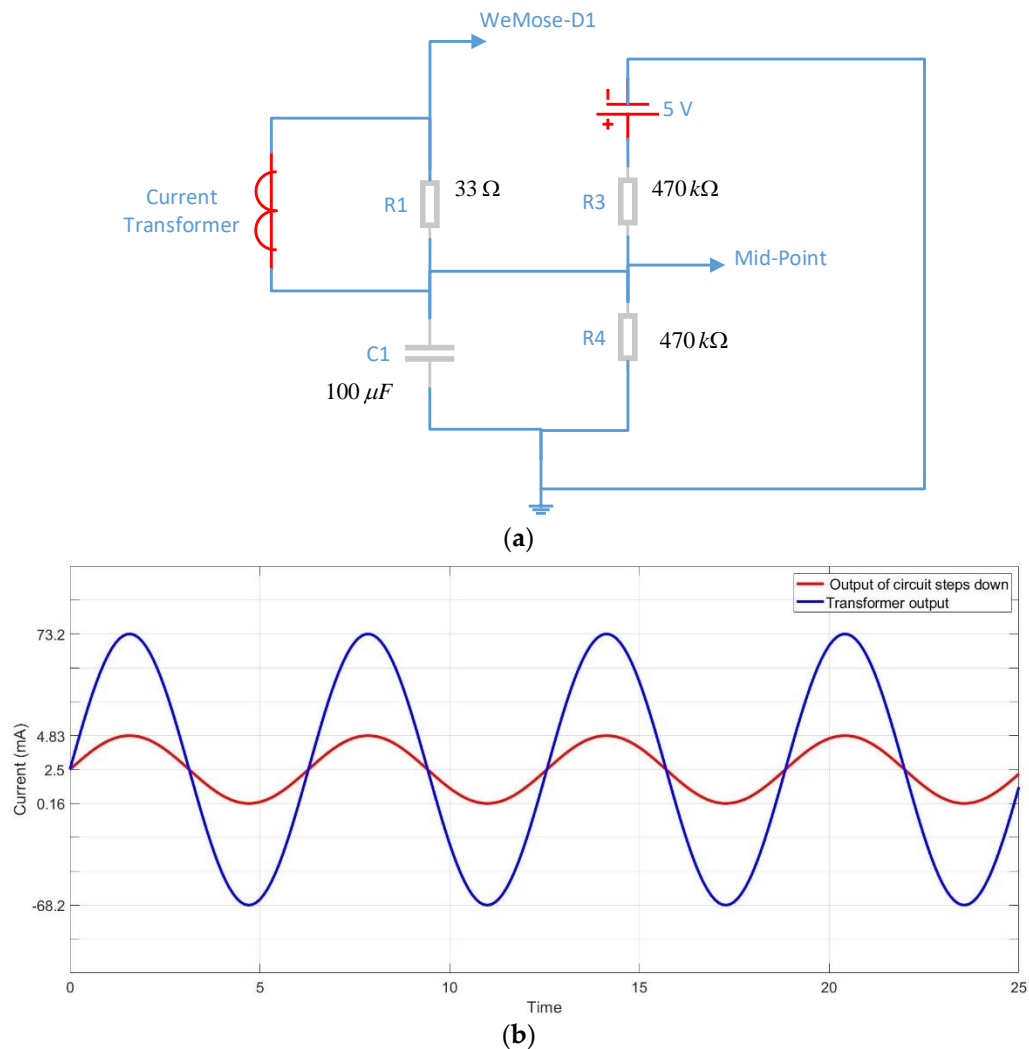 WeMose-D1
5 V
Current
Transformer
R1
33 Ω
R3
470 kΩ
Mid-Point
C1
100 μF
R4
470 kΩ
(a)
Output of circuit steps down
Transformer output
73.2
4.83
2.5
0.16
-68.2
Current (mA)
0 5 10 15 20 25
Time
(b)